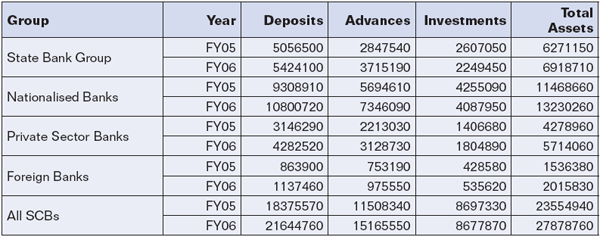 Group Year Deposits Advances Investments Total Assets
State Bank Group FY05 5056500 2847540 2607050 6271150
FY06 5424100 3715190 2249450 6918710
Nationalised Banks FY05 9308910 5694610 4255090 11468660
FY06 10800720 7346090 4087950 13230260
Private Sector Banks FY05 3146290 2213030 1406680 4278960
FY06 4282520 3128730 1804890 5714060
Foreign Banks FY05 863900 753190 428580 1536380
FY06 1137460 975550 535620 2015830
All SCBs FY05 18375570 11508340 8697330 23554940
FY06 21644760 15165550 8677870 27878760